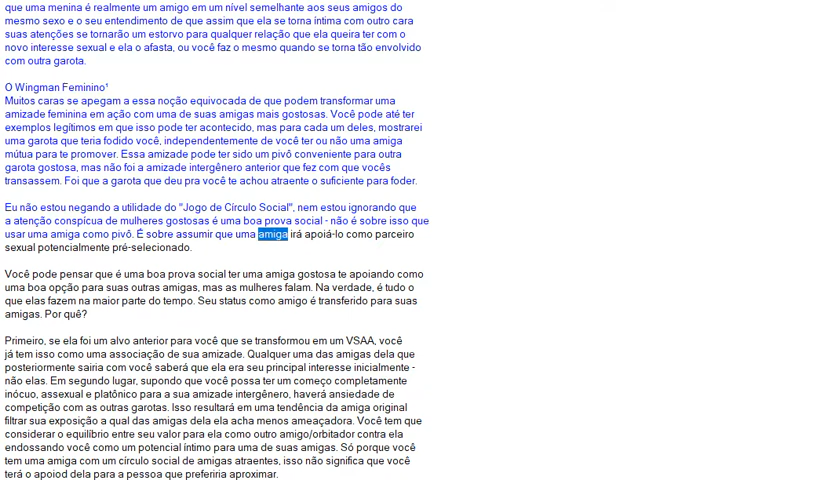 que uma menina é realmente um amigo em um nível semelhante aos seus amigos do
mesmo sexo e o seu entendimento de que assim que ela se torna íntima com outro cara
suas atenções se tornarão um estorvo para qualquer relação que ela queira ter com o
novo interesse sexual e ela o afasta, ou você faz o mesmo quando se torna tão envolvido
com outra garota.
O Wingman Feminino¹
Muitos caras se apegam a essa noção equivocada de que podem transformar uma
amizade feminina em ação com uma de suas amigas mais gostosas. Você pode até ter
exemplos legítimos em que isso pode ter acontecido, mas para cada um deles, mostrarei
uma garota que teria fodido você, independentemente de você ter ou não uma amiga
mútua para te promover. Essa amizade pode ter sido um pivô conveniente para outra
garota gostosa, mas não foi a amizade intergênero anterior que fez com que vocês
transassem. Foi que a garota que deu pra você te achou atraente o suficiente para foder.
Eu não estou negando a utilidade do "Jogo de Círculo Social", nem estou ignorando que
a atenção conspícua de mulheres gostosas é uma boa prova social - não é sobre isso que
usar uma amiga como pivô. É sobre assumir que uma amiga irá apoiá-lo como parceiro
sexual potencialmente pré-selecionado.
Você pode pensar que é uma boa prova social ter uma amiga gostosa te apoiando como
uma boa opção para suas outras amigas, mas as mulheres falam. Na verdade, é tudo o
que elas fazem na maior parte do tempo. Seu status como amigo é transferido para suas
amigas. Por quê?
Primeiro, se ela foi um alvo anterior para você que se transformou em um VSAA, você
já tem isso como uma associação de sua amizade. Qualquer uma das amigas dela que
posteriormente sairia com você saberá que ela era seu principal interesse inicialmente -
não elas. Em segundo lugar, supondo que você possa ter um começo completamente
inócuo, assexual e platônico para a sua amizade intergênero, haverá ansiedade de
competição com as outras garotas. Isso resultará em uma tendência da amiga original
filtrar sua exposição a qual das amigas dela ela acha menos ameaçadora. Você tem que
considerar o equilíbrio entre seu valor para ela como outro amigo/orbitador contra ela
endossando você como um potencial íntimo para uma de suas amigas. Só porque você
tem uma amiga com um círculo social de amigas atraentes, isso não significa que você
terá o apoiod dela para a pessoa que preferiria aproximar.